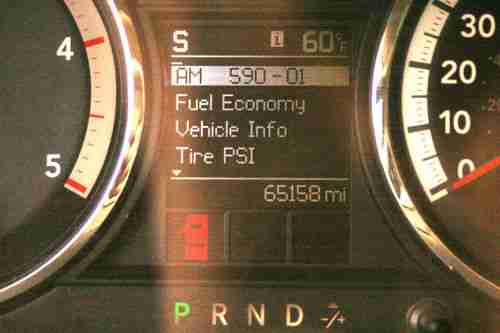 S i 60°F
AM 590-01
Fuel Economy
Vehicle Info
Tire PSI
65158 mi
P R N D -/+
4
5
30
20
10
0